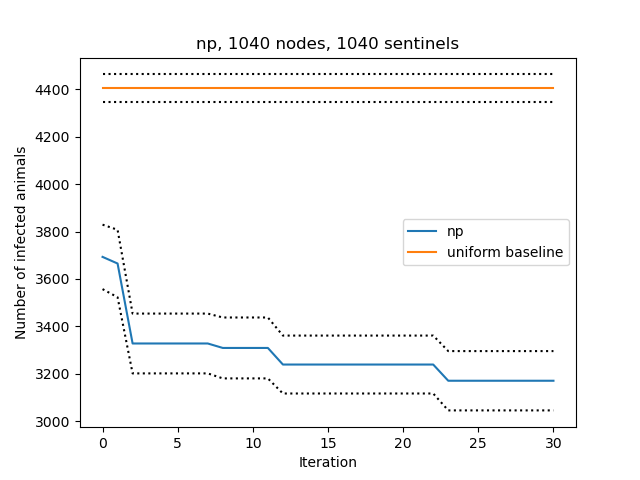 np, 1040 nodes, 1040 sentinels
Number of infected animals
4400
4200
4000
3800
3600
3400
3200
3000
np
uniform baseline
0 5 10 15 20 25 30
Iteration